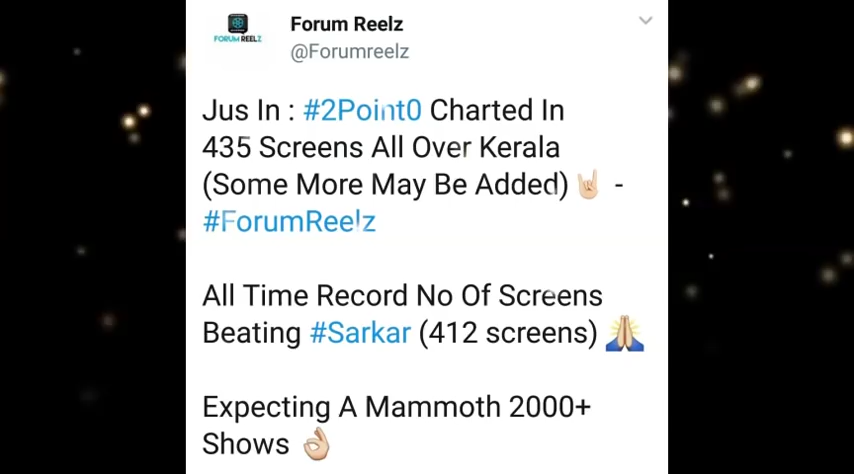 FORUM REELZ
Forum Reelz
@Forumreelz
Jus In : #2Point0 Charted In
435 Screens All Over Kerala
(Some More May Be Added) 🤘🏻 -
#ForumReelz
All Time Record No Of Screens
Beating #Sarkar (412 screens) 🙏🏻
Expecting A Mammoth 2000+
Shows 👌🏻